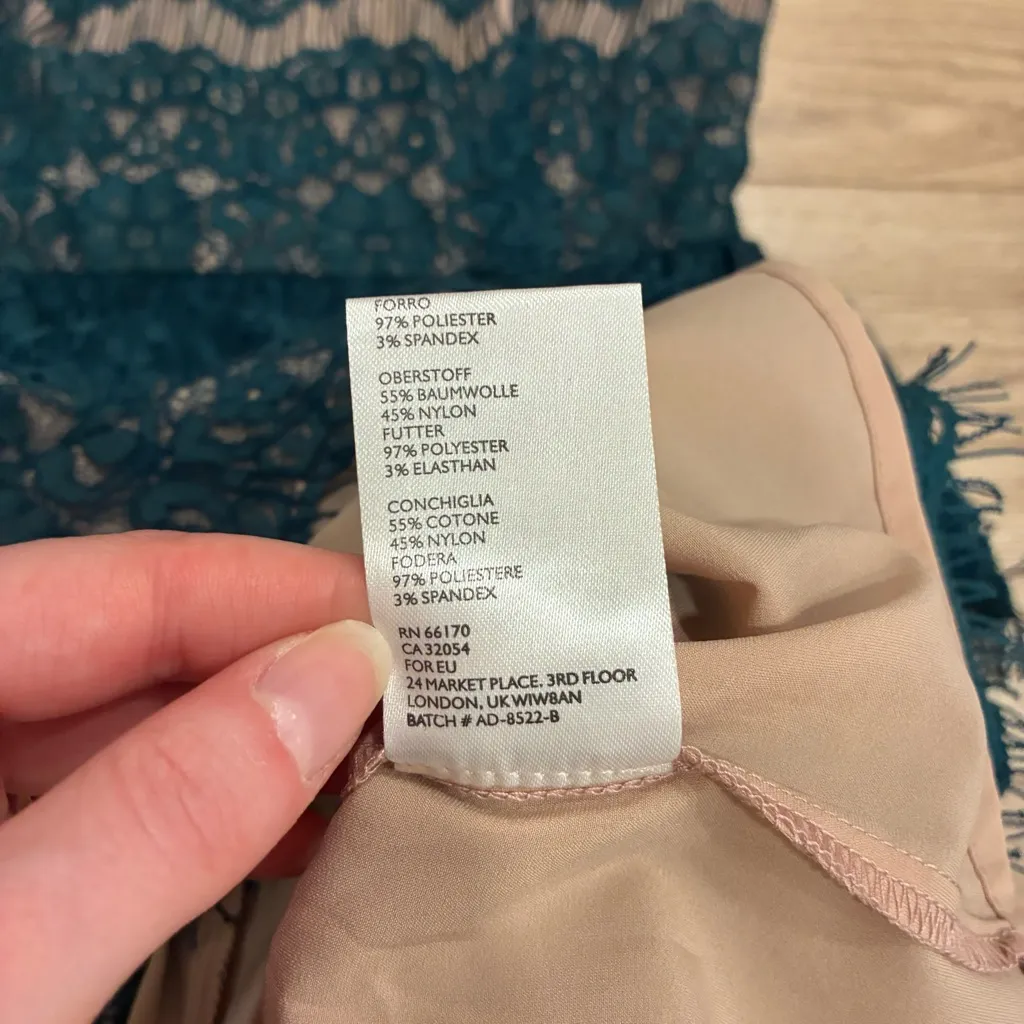 FORRO
97% POLIESTER
3% SPANDEX
OBERSTOFF
55% BAUMWOLLE
45% NYLON
FUTTER
97% POLYESTER
3% ELASTHAN
CONCHIGLIA
55% COTONE
45% NYLON
FODERA
97% POLIESTERE
3% SPANDEX
RN 66170
CA 32054
FOR EU
24 MARKET PLACE. 3RD FLOOR
LONDON, UK WIW8AN
BATCH # AD-8522-B